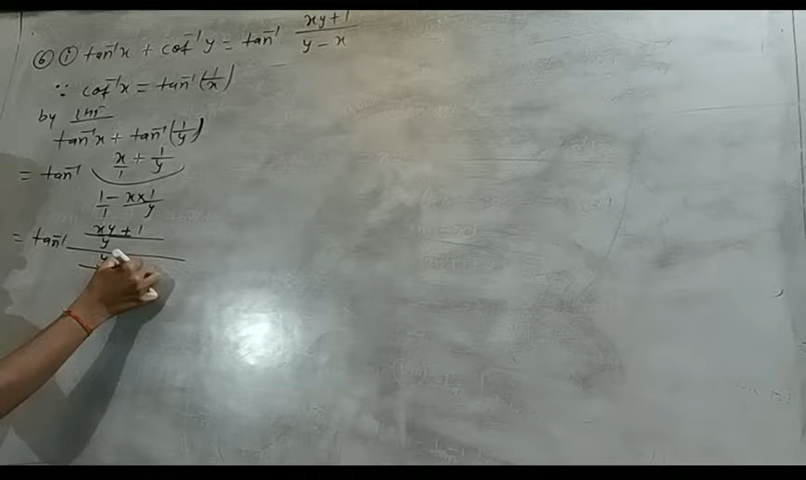 ⑥ ① tan⁻¹x + cot⁻¹y = tan⁻¹ (xy+1)/(y-x)
∵ cot⁻¹x = tan⁻¹(1/x)
by LHS
tan⁻¹x + tan⁻¹(1/y)
= tan⁻¹ (x/1 + 1/y)/(1/1 - x×1/y)
= tan⁻¹ ((xy+1)/y)/(y